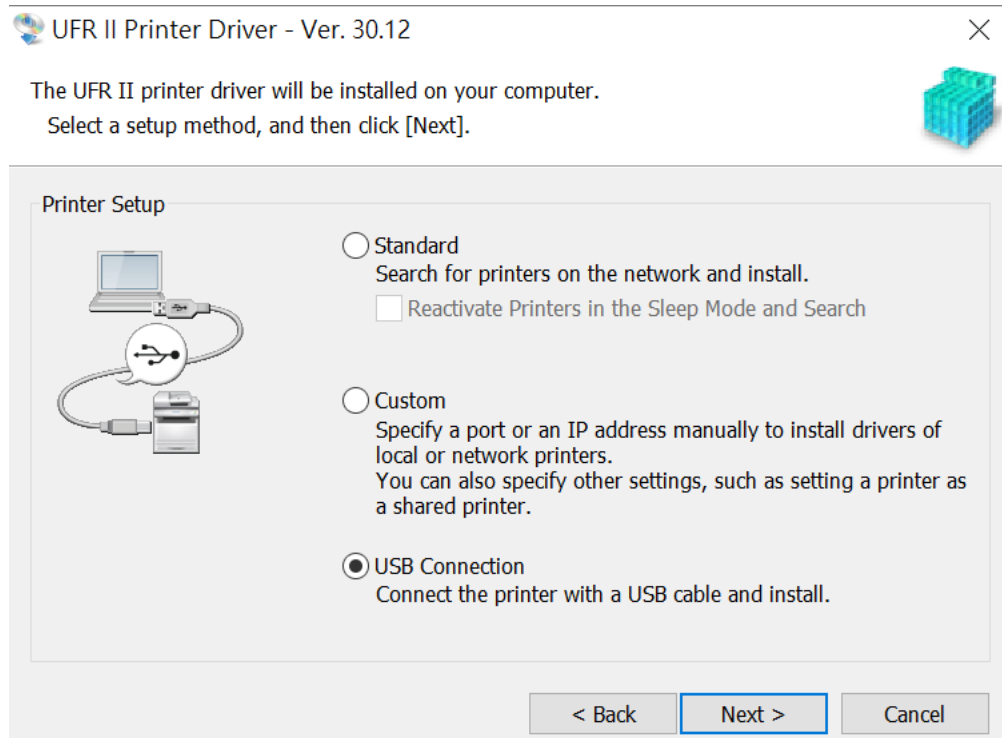 UFR II Printer Driver - Ver. 30.12
The UFR II printer driver will be installed on your computer.
Select a setup method, and then click [Next].
Printer Setup
Standard
Search for printers on the network and install.
Reactivate Printers in the Sleep Mode and Search
Custom
Specify a port or an IP address manually to install drivers of
local or network printers.
You can also specify other settings, such as setting a printer as
a shared printer.
USB Connection
Connect the printer with a USB cable and install.
< Back
Next >
Cancel